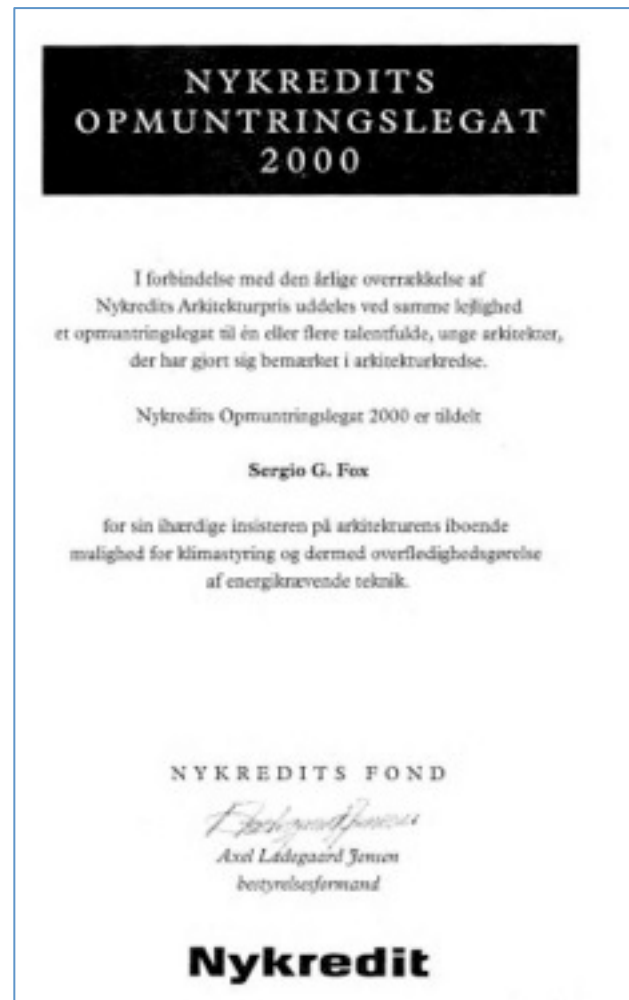 NYKREDITS
OPMUNTRINGSLEGAT
2000
I forbindelse med den årlige overrækkelse af
Nykredits Arkitekturpris uddeles ved samme lejlighed
et opmuntringslegat til én eller flere talentfulde, unge arkitekter,
der har gjort sig bemærket i arkitekturkredse.
Nykredits Opmuntringslegat 2000 er tildelt
Sergio G. Fox
for sin ihærdige insisteren på arkitekturens iboende
mulighed for klimastyring og dermed overflødighedsgørelse
af energikrævende teknik.
NYKREDITS FOND
Axel Ladegaard Jensen
bestyrelsesformand
Nykredit